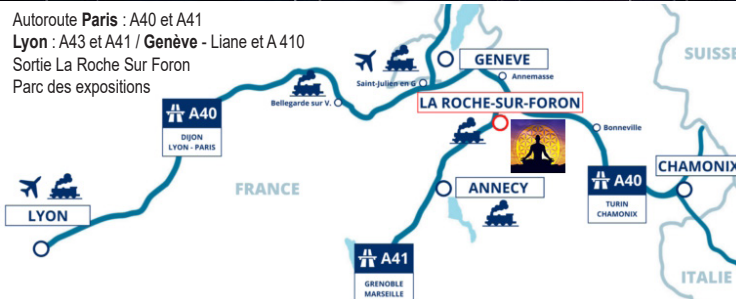 Autoroute Paris : A40 et A41
Lyon : A43 et A41 / Genève - Liane et A 410
Sortie La Roche Sur Foron
Parc des expositions
GENEVE
SUISSE
Saint-Julien en G
Annemasse
Bellegarde sur V.
LA ROCHE-SUR-FORON
A40
DIJON
LYON - PARIS
Bonneville
CHAMONIX
FRANCE
ANNECY
A40
TURIN
CHAMONIX
LYON
A41
GRENOBLE
MARSEILLE
ITALIE